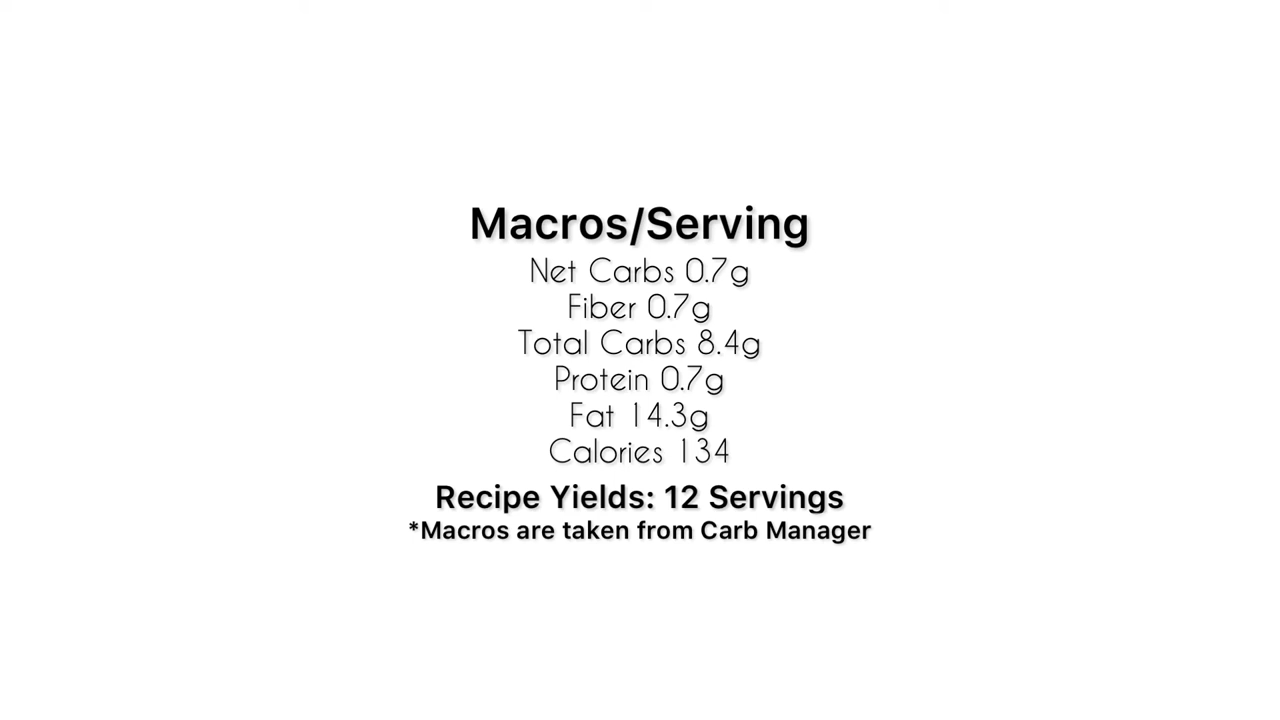 Macros/Serving
Net Carbs 0.7g
Fiber 0.7g
Total Carbs 8.4g
Protein 0.7g
Fat 14.3g
Calories 134
Recipe Yields: 12 Servings
*Macros are taken from Carb Manager